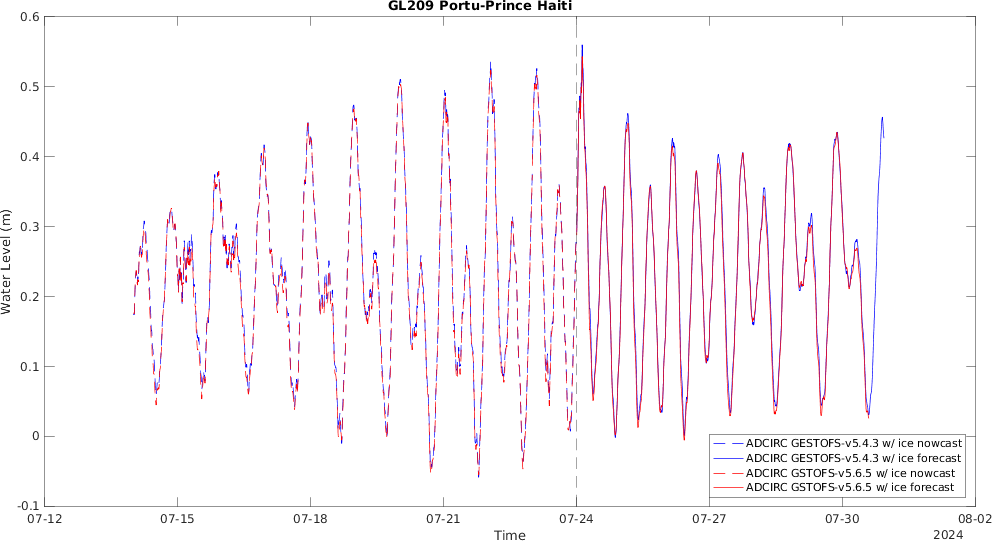 GL209 Portu-Prince Haiti
0.6
0.5
0.4
0.3
0.2
0.1
0
-0.1
Water Level (m)
07-12 07-15 07-18 07-21 07-24 07-27 07-30 08-02
Time
2024
ADCIRC GESTOFS-v5.4.3 w/ ice nowcast
ADCIRC GESTOFS-v5.4.3 w/ ice forecast
ADCIRC GSTOFS-v5.6.5 w/ ice nowcast
ADCIRC GSTOFS-v5.6.5 w/ ice forecast